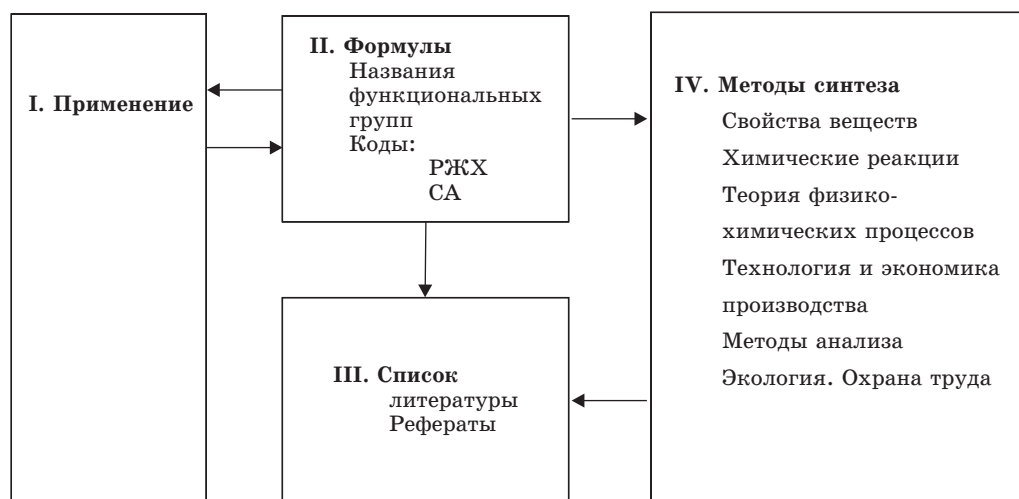 I. Применение
II. Формулы
Названия
функциональных
групп
Коды:
РЖХ
СА
III. Список
литературы
Рефераты
IV. Методы синтеза
Свойства веществ
Химические реакции
Теория физико-
химических процессов
Технология и экономика
производства
Методы анализа
Экология. Охрана труда